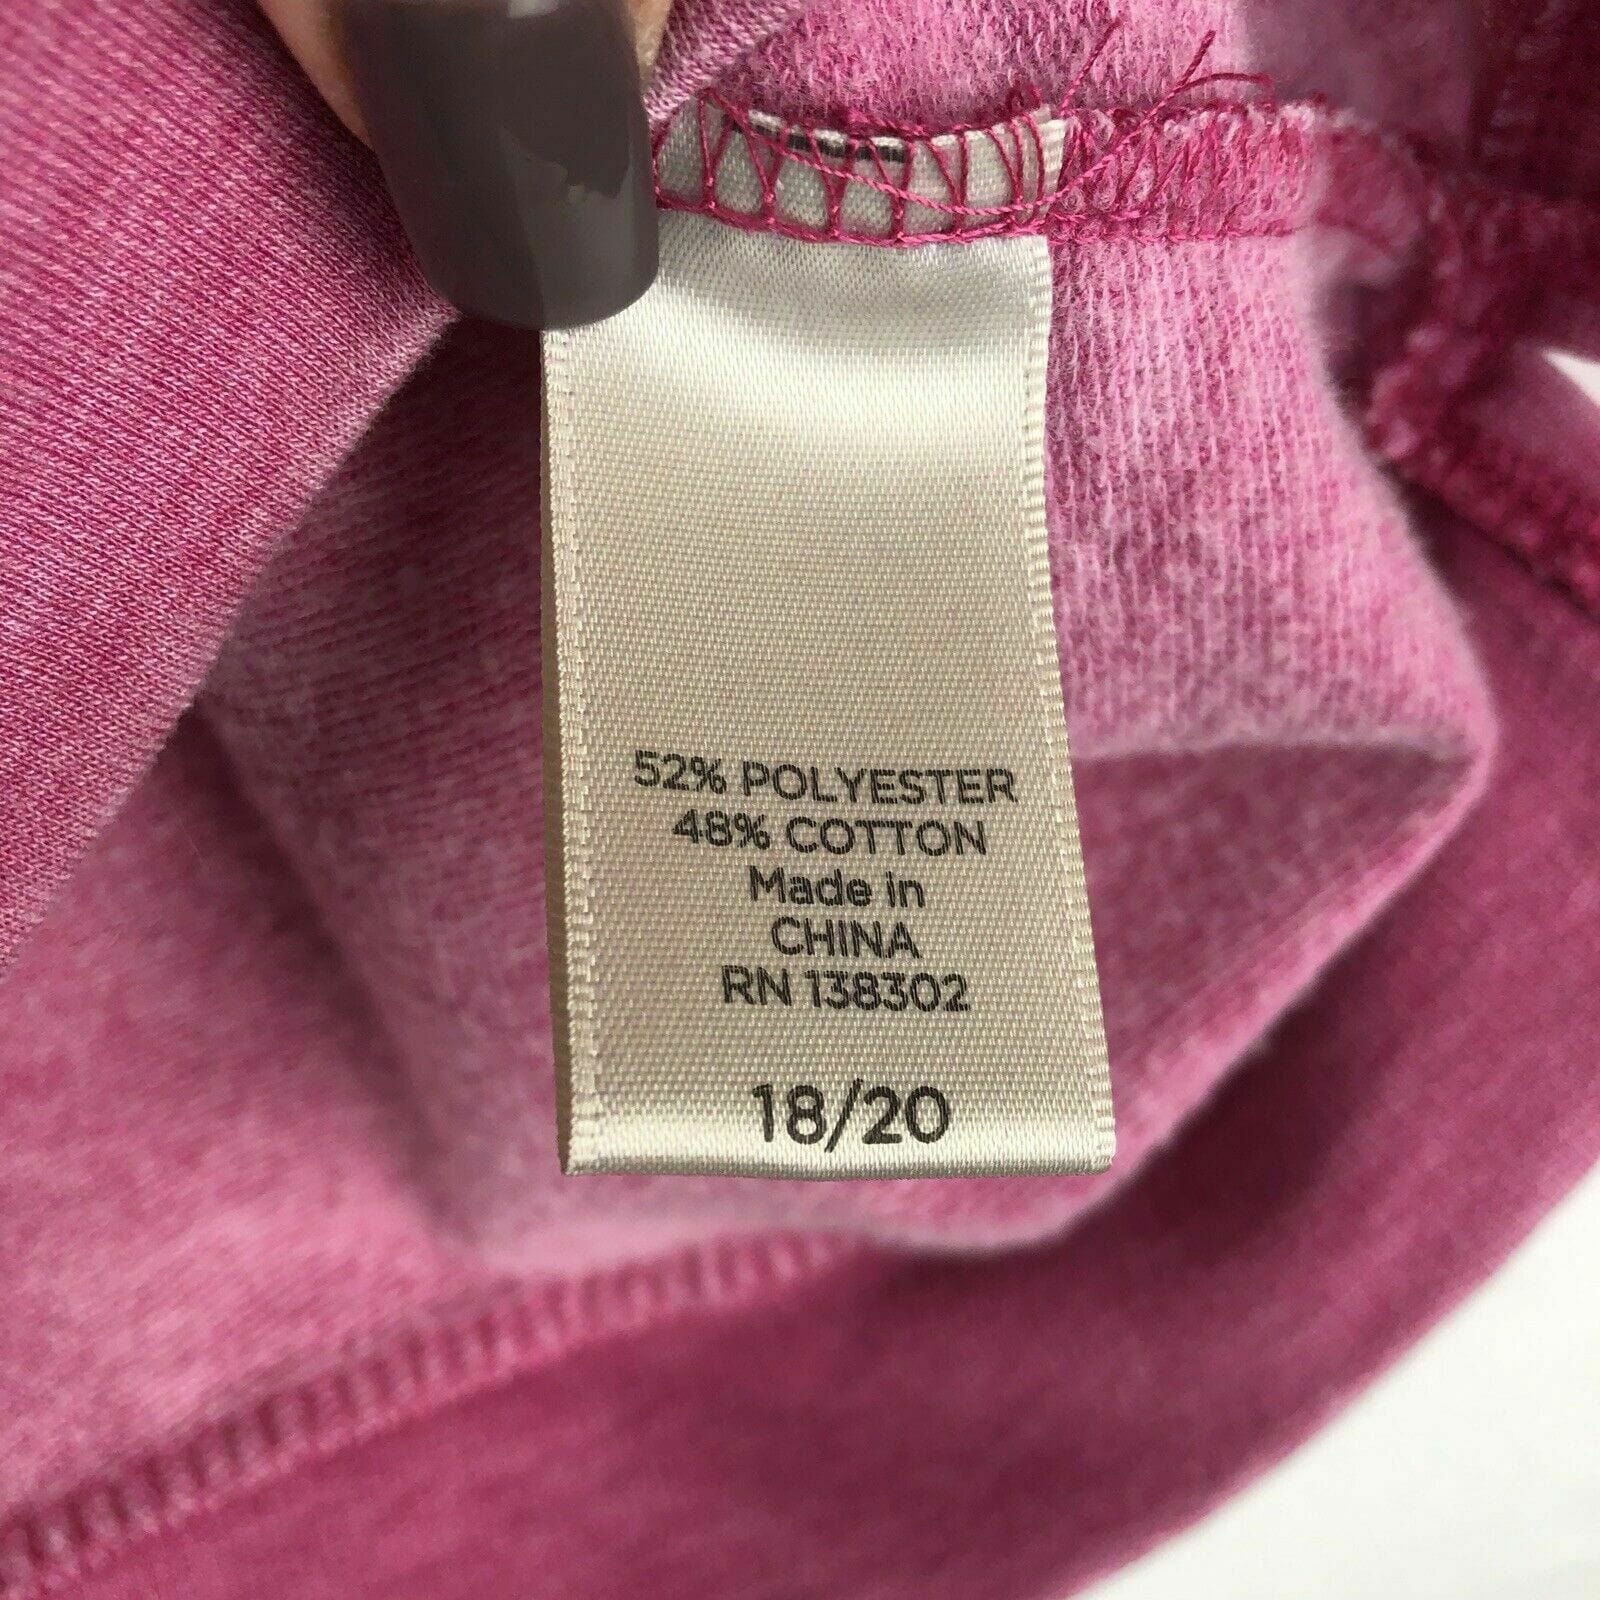 52% POLYESTER
48% COTTON
Made in
CHINA
RN 138302
18/20